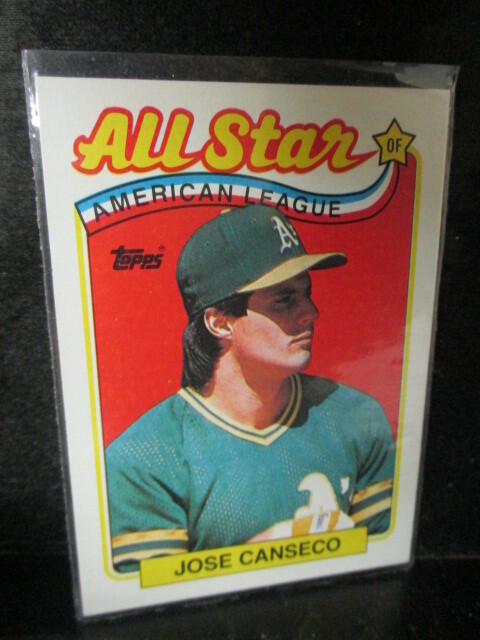 All Star
OF
AMERICAN LEAGUE
Topps®
A's
A's
JOSE CANSECO